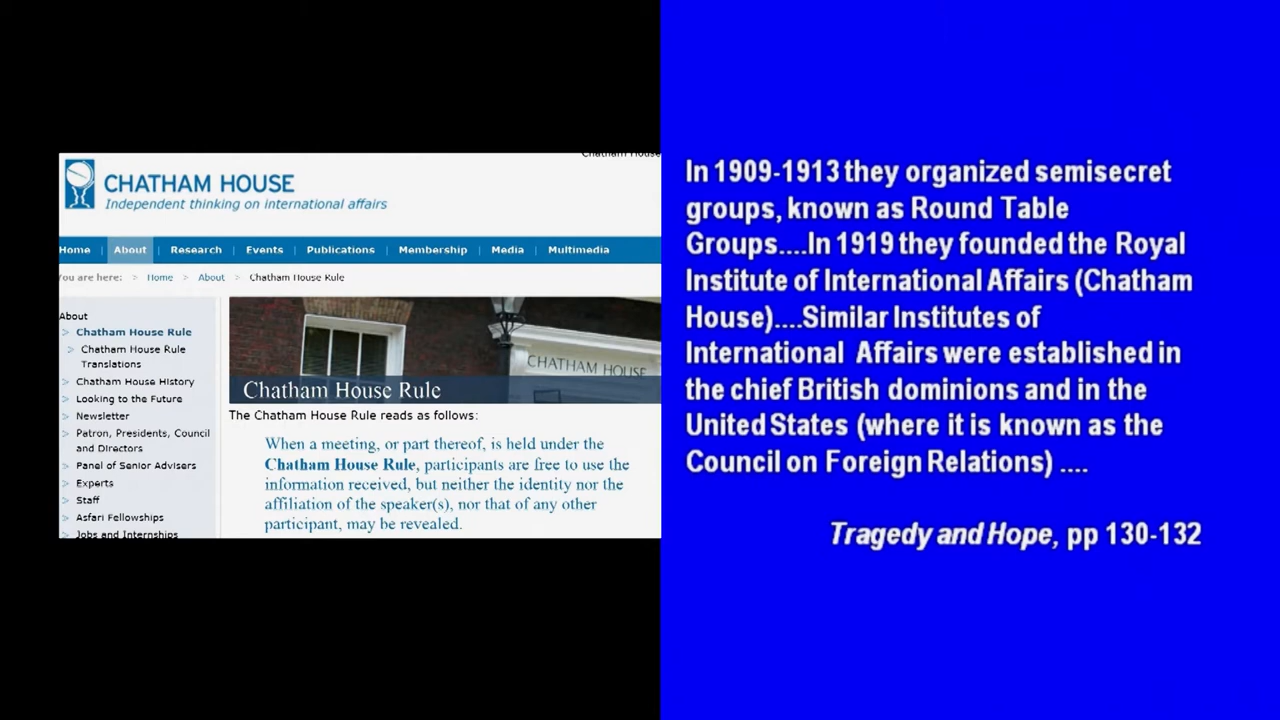 Chatham House
CHATHAM HOUSE
Independent thinking on international affairs
Home | About | Research | Events | Publications | Membership | Media | Multimedia
You are here: > Home > About > Chatham House Rule
About
> Chatham House Rule
> Chatham House Rule
Translations
> Chatham House History
> Looking to the Future
> Newsletter
> Patron, Presidents, Council
and Directors
> Panel of Senior Advisers
> Experts
> Staff
> Asfari Fellowships
> Jobs and Internships
CHATHAM HOUSE
Chatham House Rule
The Chatham House Rule reads as follows:
When a meeting, or part thereof, is held under the
Chatham House Rule, participants are free to use the
information received, but neither the identity nor the
affiliation of the speaker(s), nor that of any other
participant, may be revealed.
In 1909-1913 they organized semisecret
groups, known as Round Table
Groups....In 1919 they founded the Royal
Institute of International Affairs (Chatham
House)....Similar Institutes of
International Affairs were established in
the chief British dominions and in the
United States (where it is known as the
Council on Foreign Relations) ....
Tragedy and Hope, pp 130-132